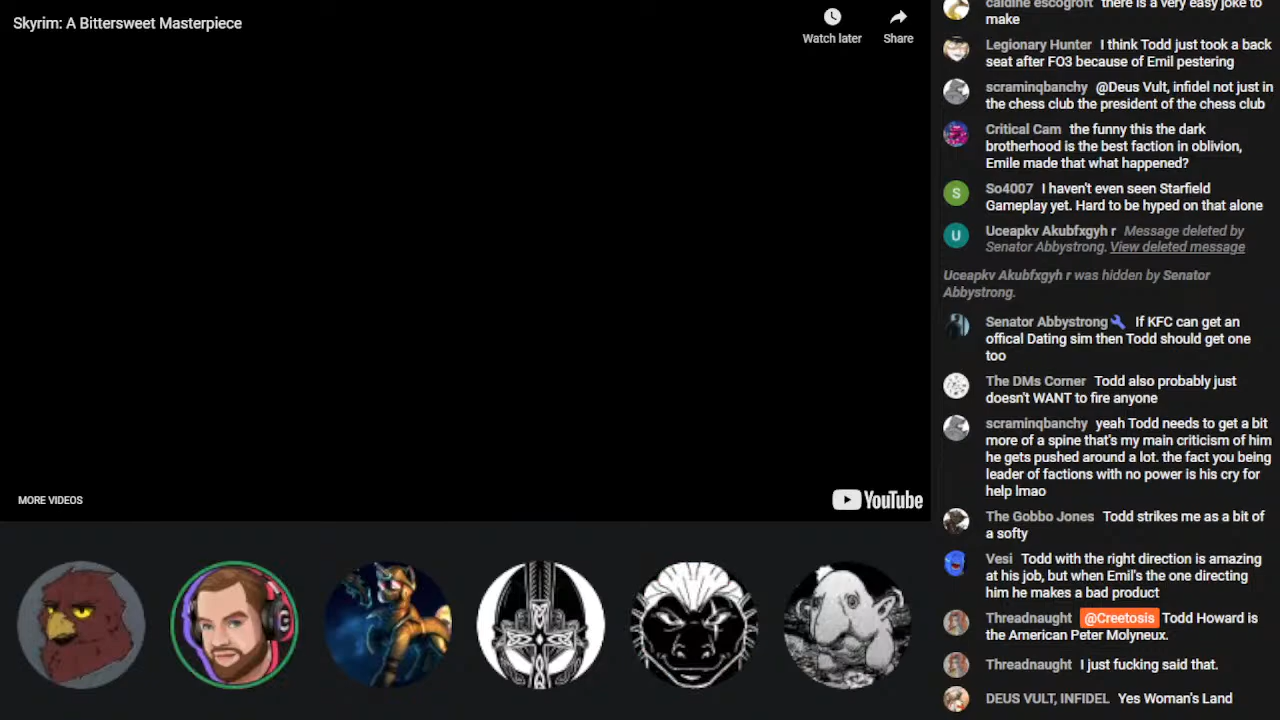 Skyrim: A Bittersweet Masterpiece
Watch later
Share
MORE VIDEOS
YouTube
caldine escogroft there is a very easy joke to
make
Legionary Hunter I think Todd just took a back
seat after FO3 because of Emil pestering
scraminqbanchy @Deus Vult, infidel not just in
the chess club the president of the chess club
Critical Cam the funny this the dark
brotherhood is the best faction in oblivion,
Emile made that what happened?
S
So4007 I haven't even seen Starfield
Gameplay yet. Hard to be hyped on that alone
U
Uceapkv Akubfxgyh r Message deleted by
Senator Abbystrong. View deleted message
Uceapkv Akubfxgyh r was hidden by Senator
Abbystrong.
Senator Abbystrong If KFC can get an
offical Dating sim then Todd should get one
too
The DMs Corner Todd also probably just
doesn't WANT to fire anyone
scraminqbanchy yeah Todd needs to get a bit
more of a spine that's my main criticism of him
he gets pushed around a lot. the fact you being
leader of factions with no power is his cry for
help lmao
The Gobbo Jones Todd strikes me as a bit of
a softy
Vesi Todd with the right direction is amazing
at his job, but when Emil's the one directing
him he makes a bad product
Threadnaught @Creetosis Todd Howard is
the American Peter Molyneux.
Threadnaught I just fucking said that.
DEUS VULT, INFIDEL Yes Woman's Land